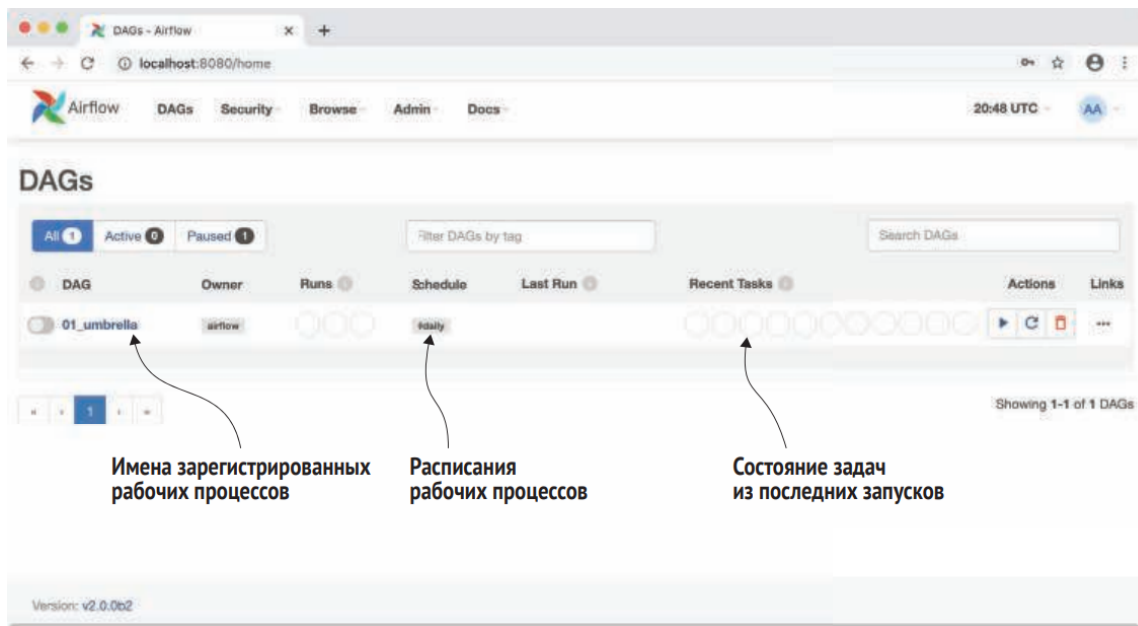 DAGs - Airflow
localhost:8080/home
Airflow DAGs Security Browse Admin Docs 20:48 UTC AA
DAGs
All 1 Active 0 Paused 1 Filter DAGs by tag Search DAGs
DAG Owner Runs Schedule Last Run Recent Tasks Actions Links
01_umbrella airflow @daily
« ‹ 1 › » Showing 1-1 of 1 DAGs
Имена зарегистрированных
рабочих процессов
Расписания
рабочих процессов
Состояние задач
из последних запусков
Version: v2.0.0b2